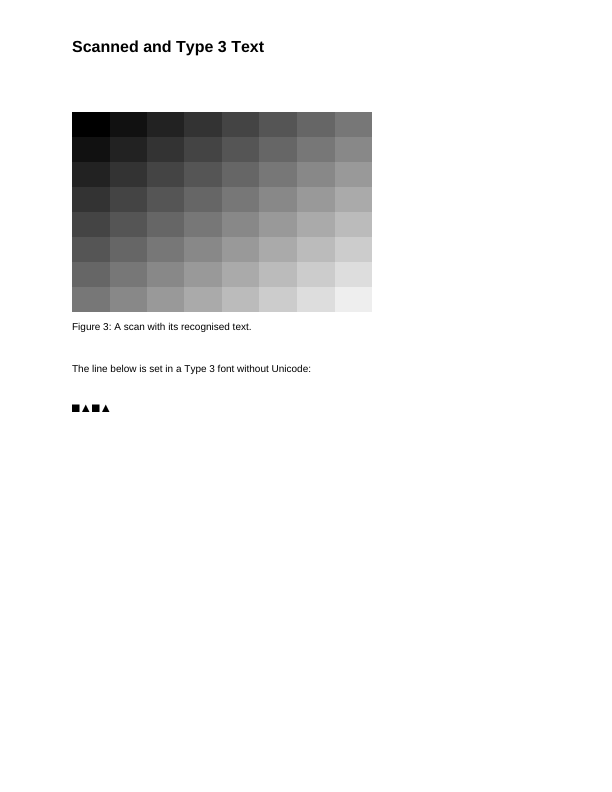 Scanned and Type 3 Text
Figure 3: A scan with its recognised text.
The line below is set in a Type 3 font without Unicode:
■▲■▲